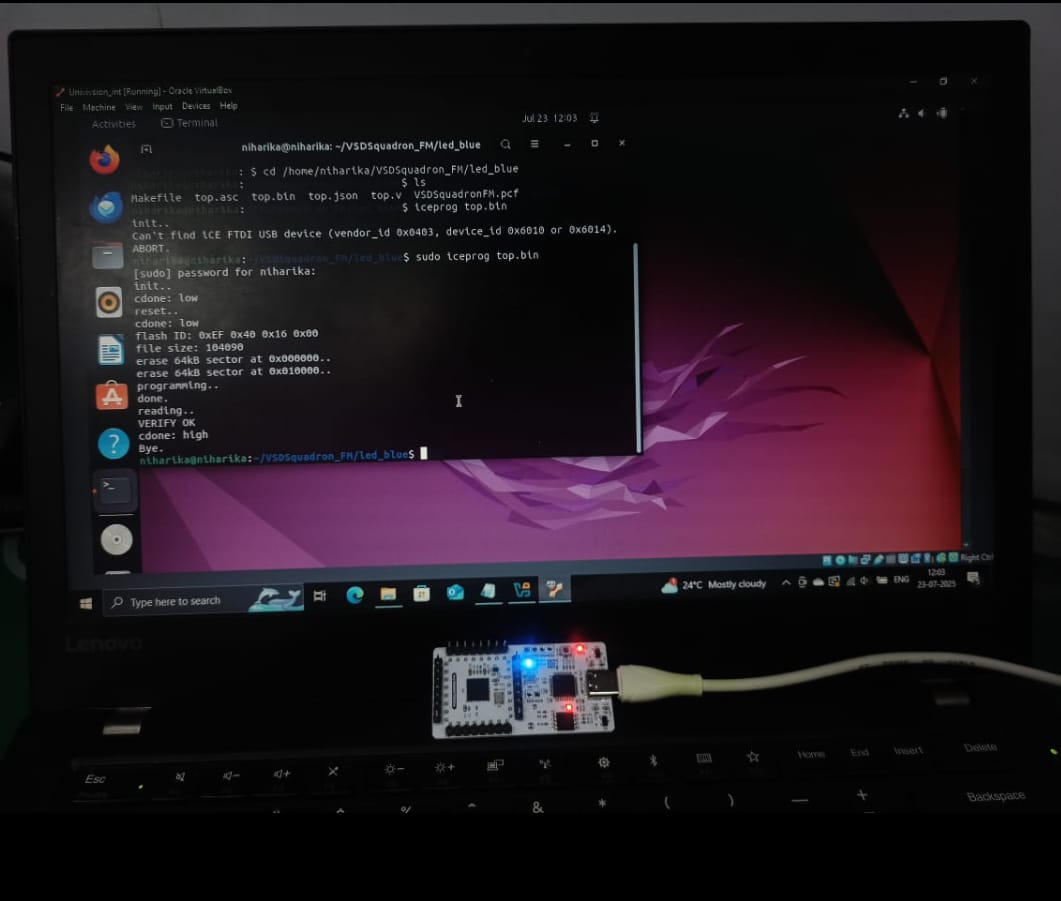 Univision_int [Running] - Oracle VirtualBox
File Machine View Input Devices Help
Activities Terminal Jul 23 12:03
niharika@niharika: ~/VSDSquadron_FM/led_blue
: $ cd /home/niharika/VSDSquadron_FM/led_blue
: $ ls
Makefile top.asc top.bin top.json top.v VSDSquadronFM.pcf
: $ iceprog top.bin
init..
Can't find iCE FTDI USB device (vendor_id 0x0403, device_id 0x6010 or 0x6014).
ABORT.
niharika@niharika:~/VSDSquadron_FM/led_blue$ sudo iceprog top.bin
[sudo] password for niharika:
init..
cdone: low
reset..
cdone: low
flash ID: 0xEF 0x40 0x16 0x00
file size: 104090
erase 64kB sector at 0x000000..
erase 64kB sector at 0x010000..
programming..
done.
reading..
VERIFY OK
cdone: high
Bye.
niharika@niharika:~/VSDSquadron_FM/led_blue$
Right Ctrl
Type here to search 24°C Mostly cloudy ENG 12:03
23-07-2025
Lenovo
Esc Home End Insert Delete
% & * ( ) — +
Backspace